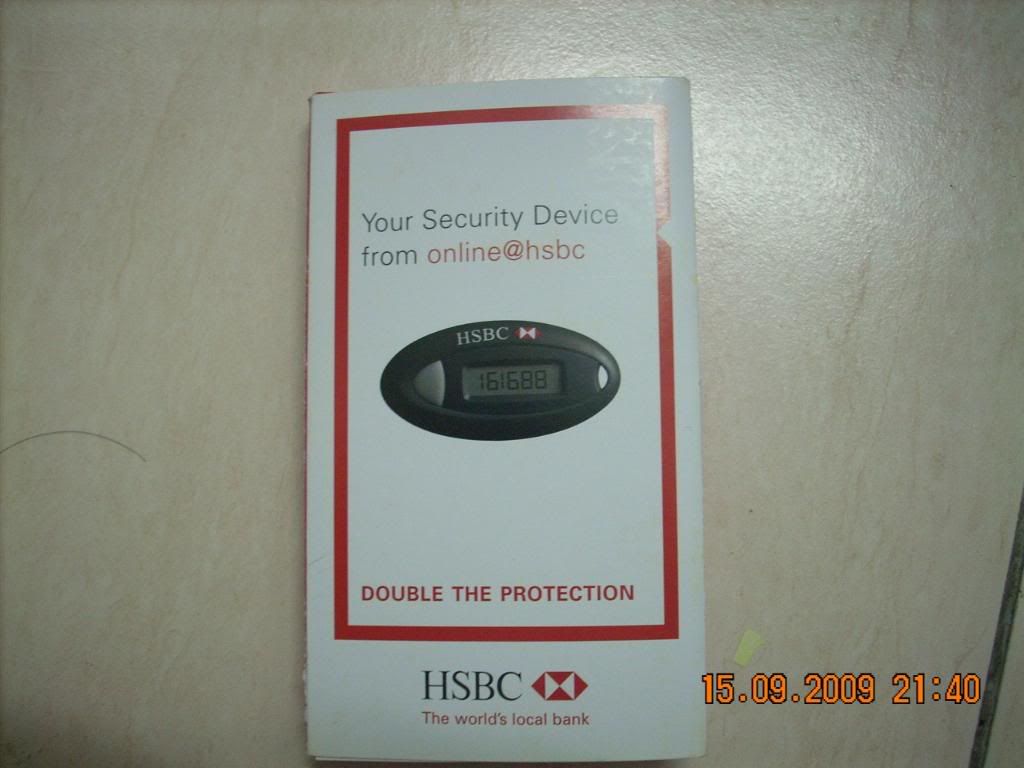 Your Security Device
from online@hsbc
HSBC
161688
DOUBLE THE PROTECTION
HSBC
The world's local bank
15.09.2009 21:40